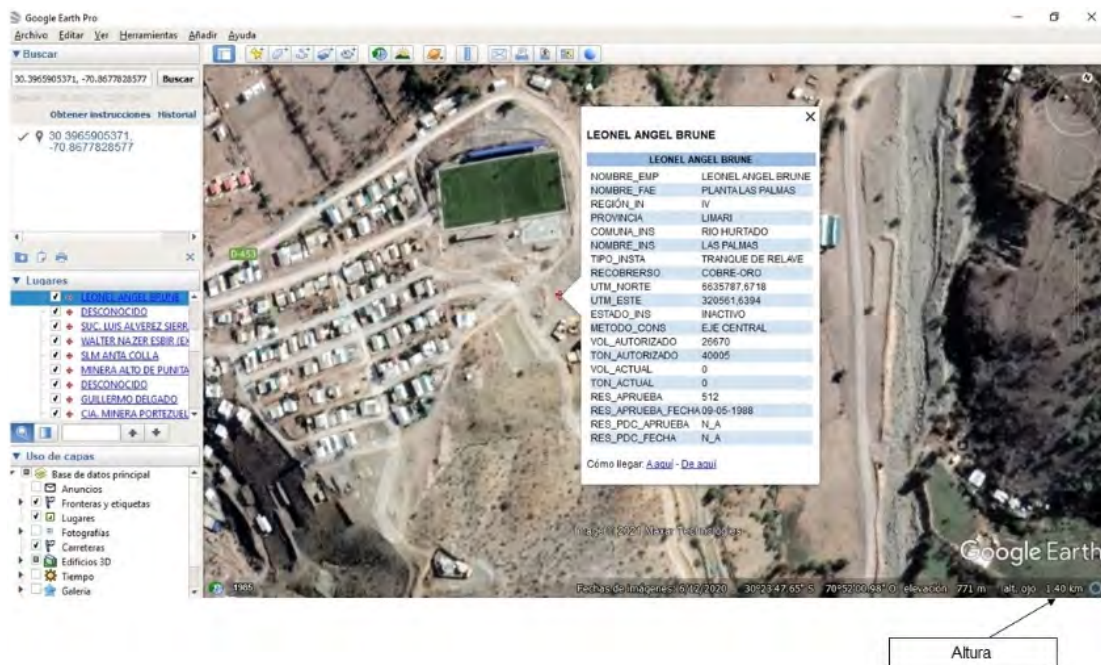 Google Earth Pro
Archivo Editar Ver Herramientas Añadir Ayuda
Buscar
30.3965905371, -70.8677828577 Buscar
Obtener instrucciones Historial
30.3965905371,
-70.8677828577
Lugares
LEONEL ANGEL BRUNE
DESCONOCIDO
SUC. LUIS ALVEREZ SIERR
WALTER NAZER ESBIR (EX
SLM ANTA COLLA
MINERA ALTO DE PUNITA
DESCONOCIDO
GUILLERMO DELGADO
CIA. MINERA PORTEZUEL
Uso de capas
Base de datos principal
Anuncios
Fronteras y etiquetas
Lugares
Fotografías
Carreteras
Edificios 3D
Tiempo
Galería
D-453
LEONEL ANGEL BRUNE
LEONEL ANGEL BRUNE
NOMBRE_EMP LEONEL ANGEL BRUNE
NOMBRE_FAE PLANTA LAS PALMAS
REGIÓN_IN IV
PROVINCIA LIMARI
COMUNA_INS RIO HURTADO
NOMBRE_INS LAS PALMAS
TIPO_INSTA TRANQUE DE RELAVE
RECOBRERSO COBRE-ORO
UTM_NORTE 6635787,6718
UTM_ESTE 320561,6394
ESTADO_INS INACTIVO
METODO_CONS EJE CENTRAL
VOL_AUTORIZADO 26670
TON_AUTORIZADO 40005
VOL_ACTUAL 0
TON_ACTUAL 0
RES_APRUEBA 512
RES_APRUEBA_FECHA 09-05-1988
RES_PDC_APRUEBA N_A
RES_PDC_FECHA N_A
Cómo llegar: A aquí - De aquí
Image © 2021 Maxar Technologies
Google Earth
1985
Fechas de imágenes: 6/12/2020 30°23'47.65" S 70°52'00.98" O elevación 771 m alt. ojo 1.40 km
Altura